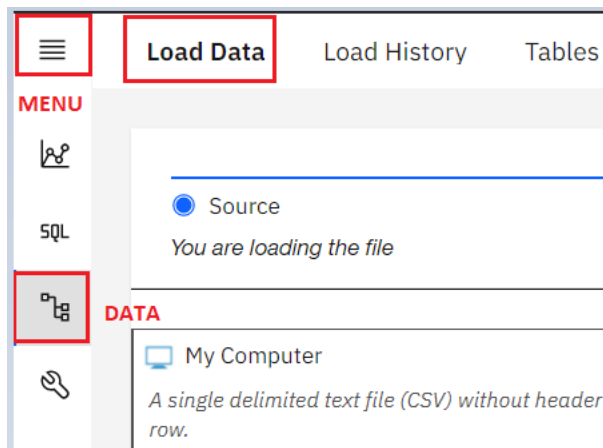 Load Data Load History Tables
MENU
SQL
Source
You are loading the file
DATA
My Computer
A single delimited text file (CSV) without header
row.